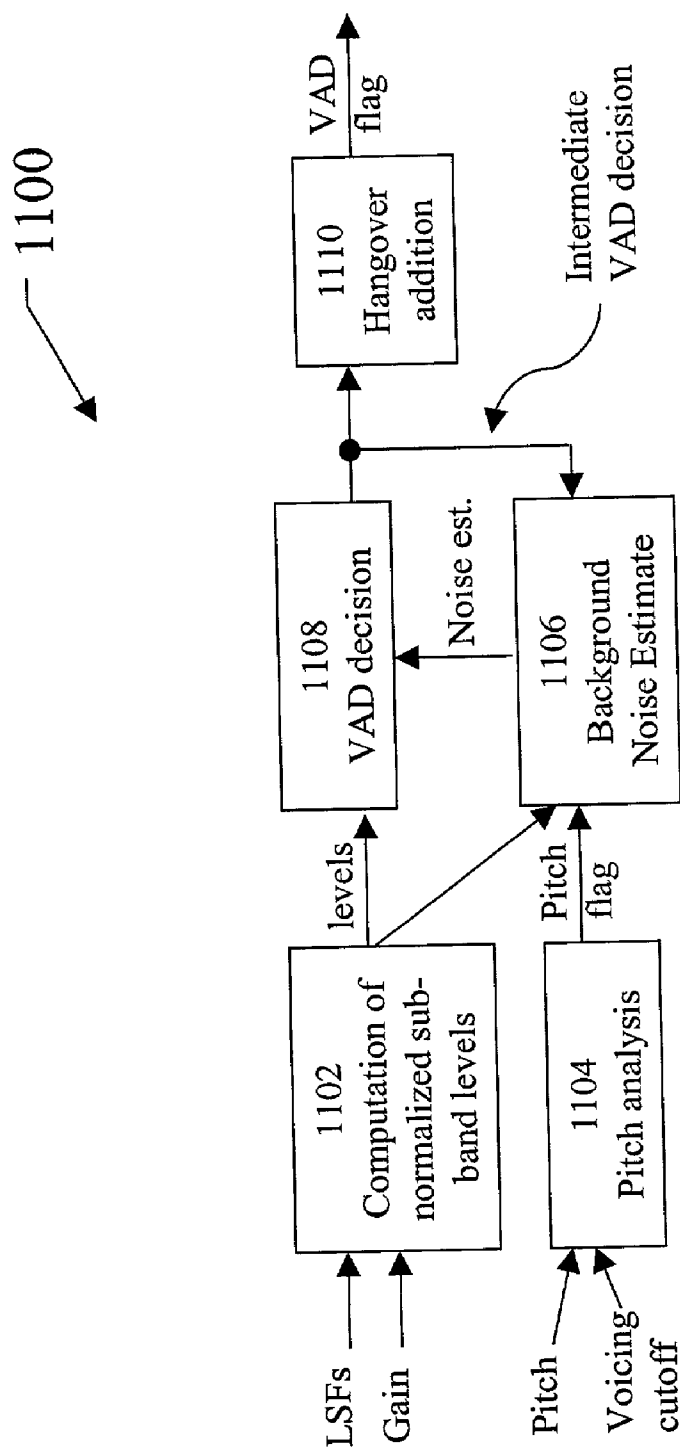 1100
LSFs
Gain
1102
Computation of
normalized sub-
band levels
levels
1108
VAD decision
1110
Hangover
addition
VAD
flag
Pitch
Voicing
cutoff
1104
Pitch analysis
Pitch
flag
1106
Background
Noise Estimate
Noise est.
Intermediate
VAD decision